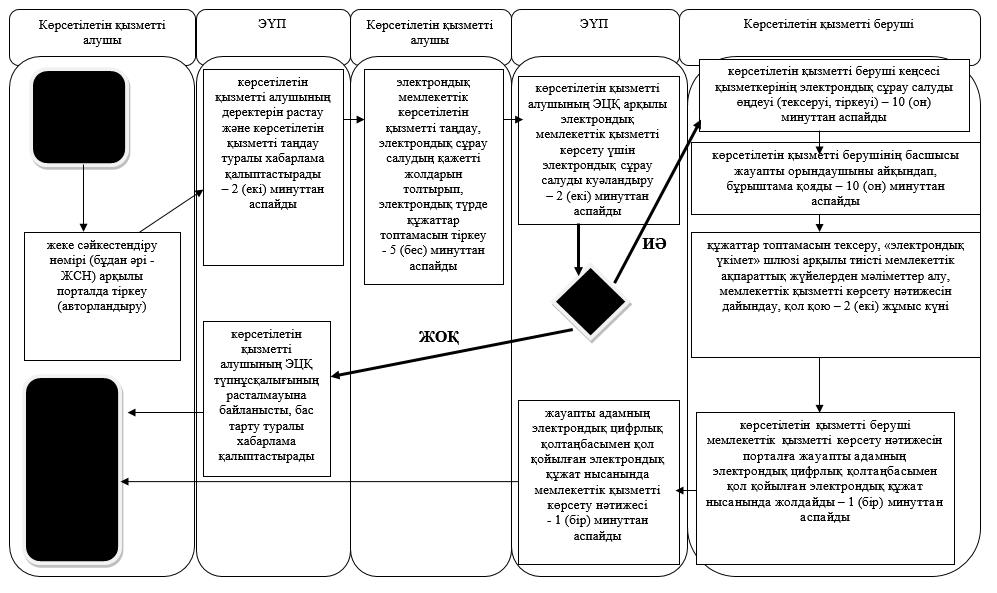 Көрсетілетін қызметті
алушы
ЭҮП
Көрсетілетін қызметті
алушы
ЭҮП
Көрсетілетін қызметті беруші
жеке сәйкестендіру
нөмірі (бұдан әрі -
ЖСН) арқылы
порталда тіркеу
(авторландыру)
көрсетілетін
қызметті алушының
деректерін растау
және көрсетілетін
қызметті таңдау
туралы хабарлама
қалыптастырады
– 2 (екі) минуттан
аспайды
электрондық
мемлекеттік
көрсетілетін
қызметті таңдау,
электрондық сұрау
салудың қажетті
жолдарын
толтырып,
электрондық түрде
құжаттар
топтамасын тіркеу
- 5 (бес) минуттан
аспайды
көрсетілетін қызметті
алушының ЭЦҚ арқылы
электрондық
мемлекеттік қызметті
көрсету үшін
электрондық сұрау
салуды куәландыру
– 2 (екі) минуттан
аспайды
көрсетілетін қызметті беруші кеңсесі
қызметкерінің электрондық сұрау салуды
өңдеуі (тексеруі, тіркеуі) – 10 (он)
минуттан аспайды
көрсетілетін қызметті берушінің басшысы
жауапты орындаушыны айқындап,
бұрыштама қояды – 10 (он) минуттан
аспайды
ИӘ
құжаттар топтамасын тексеру, «электрондық
үкімет» шлюзі арқылы тиісті мемлекеттік
ақпараттық жүйелерден мәліметтер алу,
мемлекеттік қызметті көрсету нәтижесін
дайындау, қол қою – 2 (екі) жұмыс күні
ЖОҚ
көрсетілетін
қызметті
алушының ЭЦҚ
түпнұсқалығының
расталмауына
байланысты, бас
тарту туралы
хабарлама
қалыптастырады
жауапты адамның
электрондық цифрлық
қолтаңбасымен қол
қойылған электрондық
құжат нысанында
мемлекеттік қызметті
көрсету нәтижесі
- 1 (бір) минуттан
аспайды
көрсетілетін қызметті беруші
мемлекеттік қызметті көрсету нәтижесін
порталға жауапты адамның
электрондық цифрлық қолтаңбасымен
қол қойылған электрондық құжат
нысанында жолдайды – 1 (бір) минуттан
аспайды